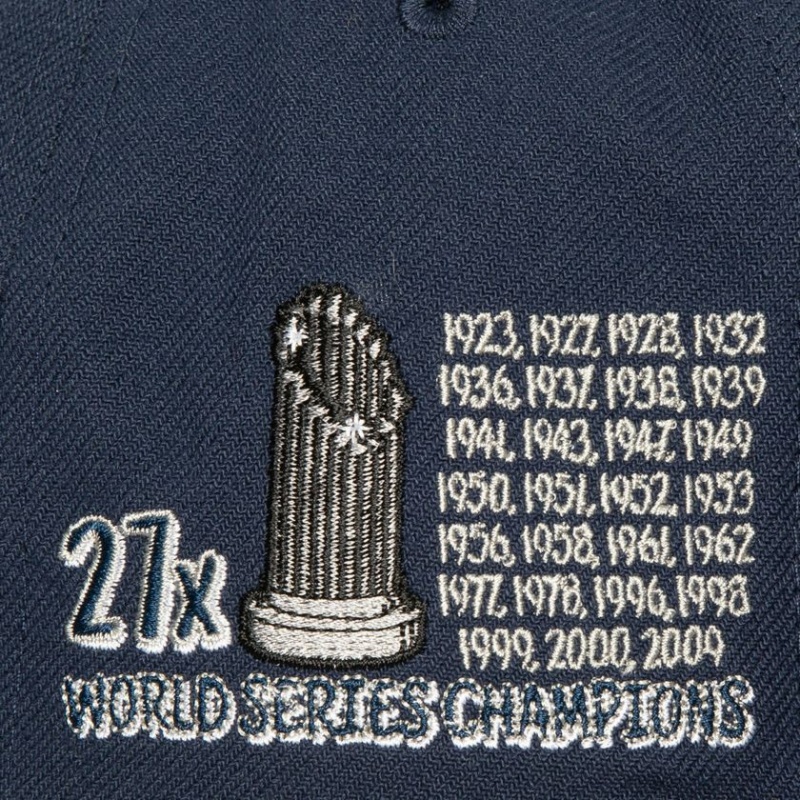 1923, 1927, 1928, 1932
1936, 1937, 1938, 1939
1941, 1943, 1947, 1949
1950, 1951, 1952, 1953
1956, 1958, 1961, 1962
1977, 1978, 1996, 1998
1999, 2000, 2009
27x
WORLD SERIES CHAMPIONS